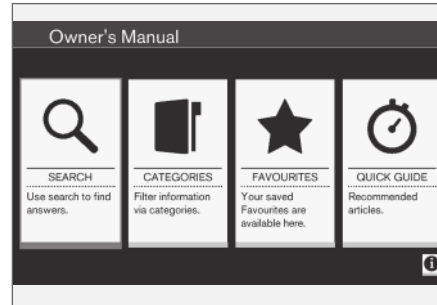 Owner's Manual
SEARCH
Use search to find
answers.
CATEGORIES
Filter information
via categories.
FAVOURITES
Your saved
Favourites are
available here.
QUICK GUIDE
Recommended
articles.
i